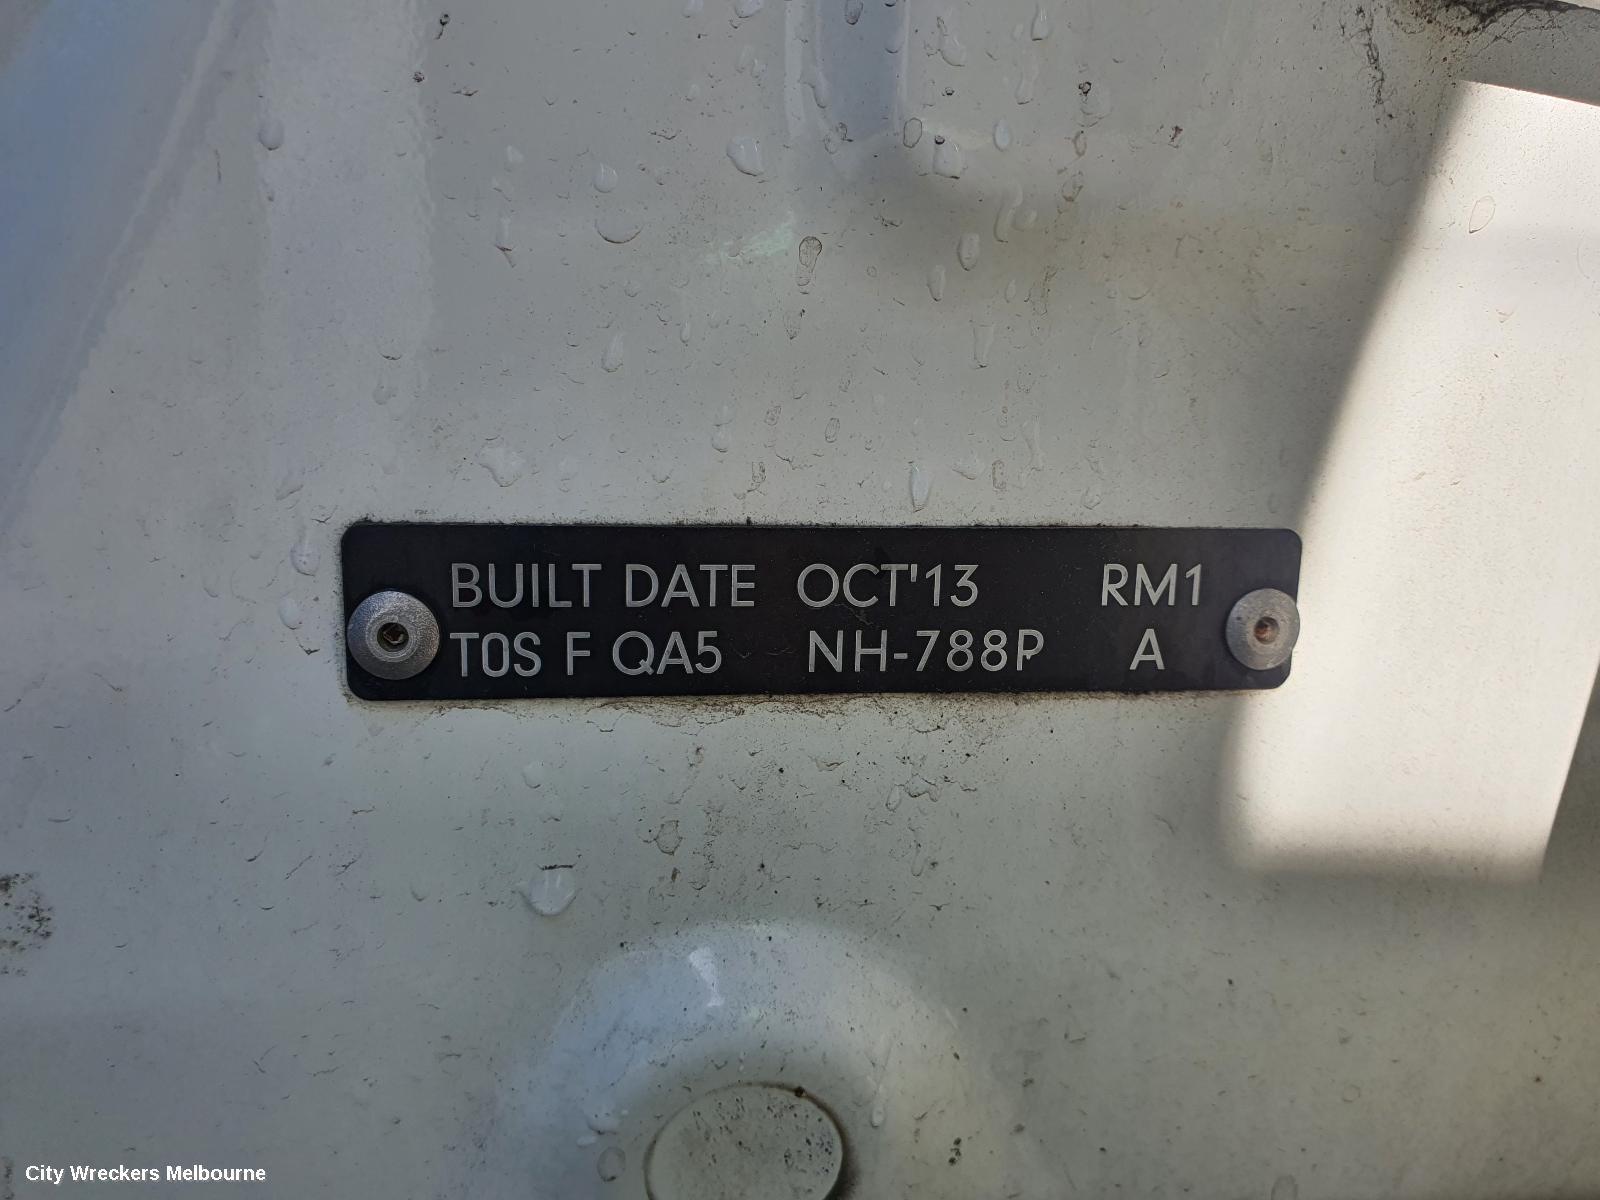 BUILT DATE OCT'13 RM1
T0S F QA5 NH-788P A
City Wreckers Melbourne